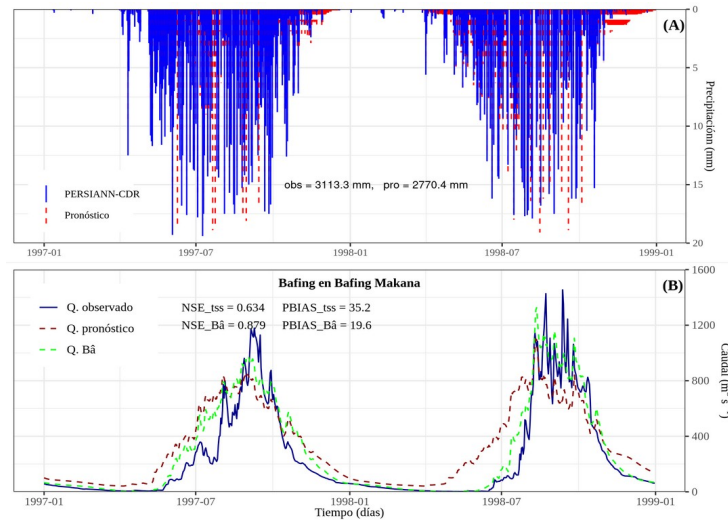 0
(A)
5
10
15
20
Precipitaciónn (mm)
obs = 3113.3 mm, pro = 2770.4 mm
PERSIANN-CDR
Pronóstico
1997-01 1997-07 1998-01 1998-07 1999-01
Bafing en Bafing Makana
(B)
1600
1200
800
400
0
Caudal (m³ s⁻¹)
Q. observado NSE_tss = 0.634 PBIAS_tss = 35.2
Q. pronóstico NSE_Bâ = 0.879 PBIAS_Bâ = 19.6
Q. Bâ
1997-01 1997-07 1998-01 1998-07 1999-01
Tiempo (días)